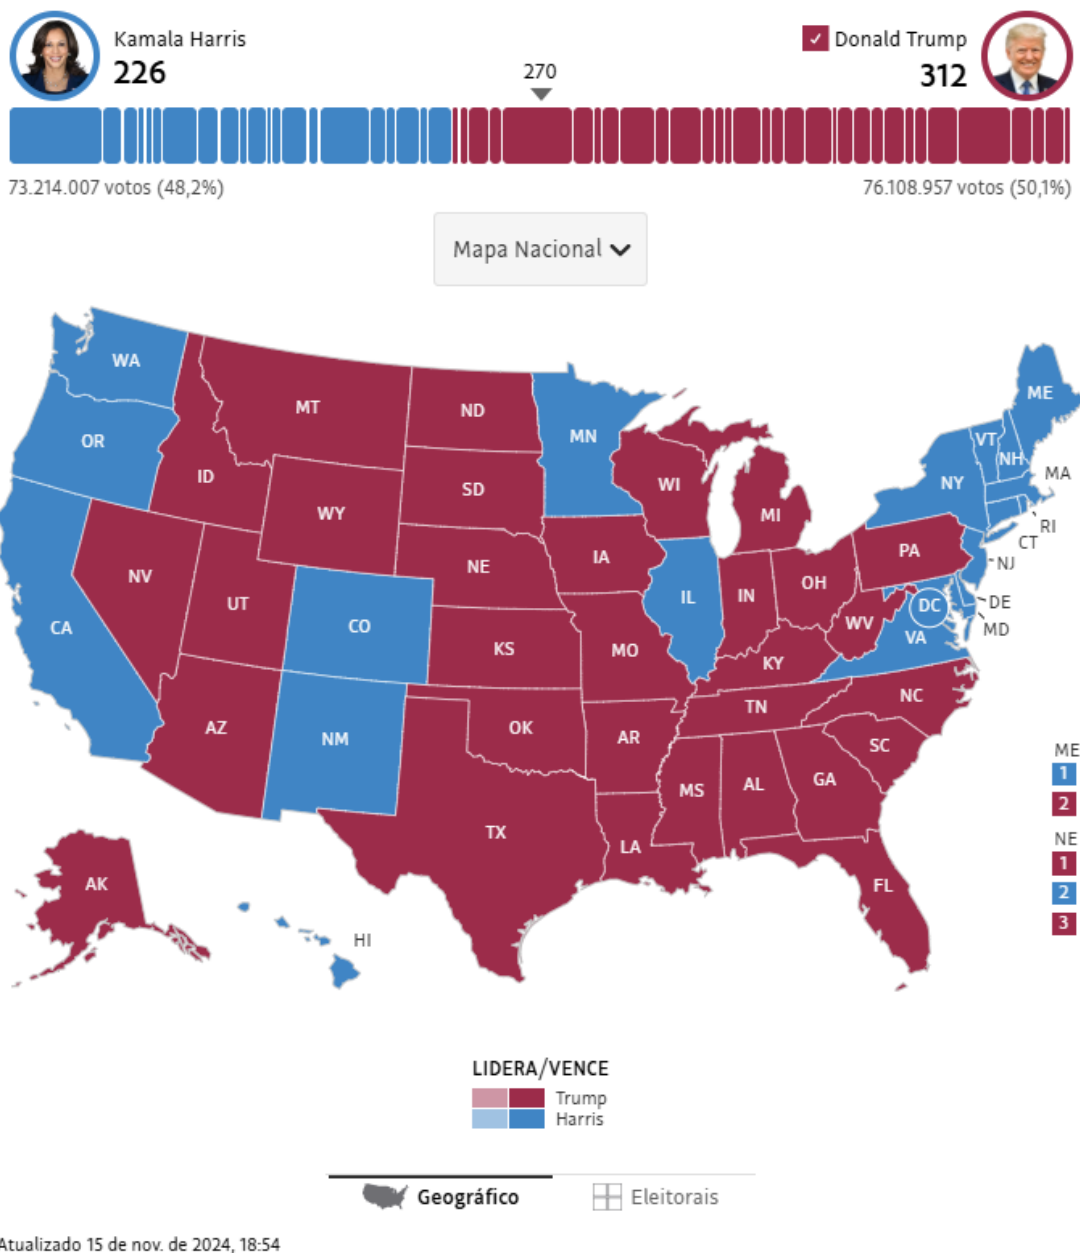 Kamala Harris
226
270
Donald Trump
312
73.214.007 votos (48,2%)
76.108.957 votos (50,1%)
Mapa Nacional
WA
OR
CA
NV
ID
MT
WY
UT
AZ
CO
NM
ND
SD
NE
KS
OK
TX
MN
IA
MO
AR
LA
WI
IL
MI
IN
OH
KY
TN
MS
AL
GA
FL
SC
NC
WV
VA
DC
PA
NY
VT
NH
ME
MA
RI
CT
NJ
DE
MD
AK
HI
ME
1
2
NE
1
2
3
LIDERA/VENCE
Trump
Harris
Geográfico
Eleitorais
Atualizado 15 de nov. de 2024, 18:54